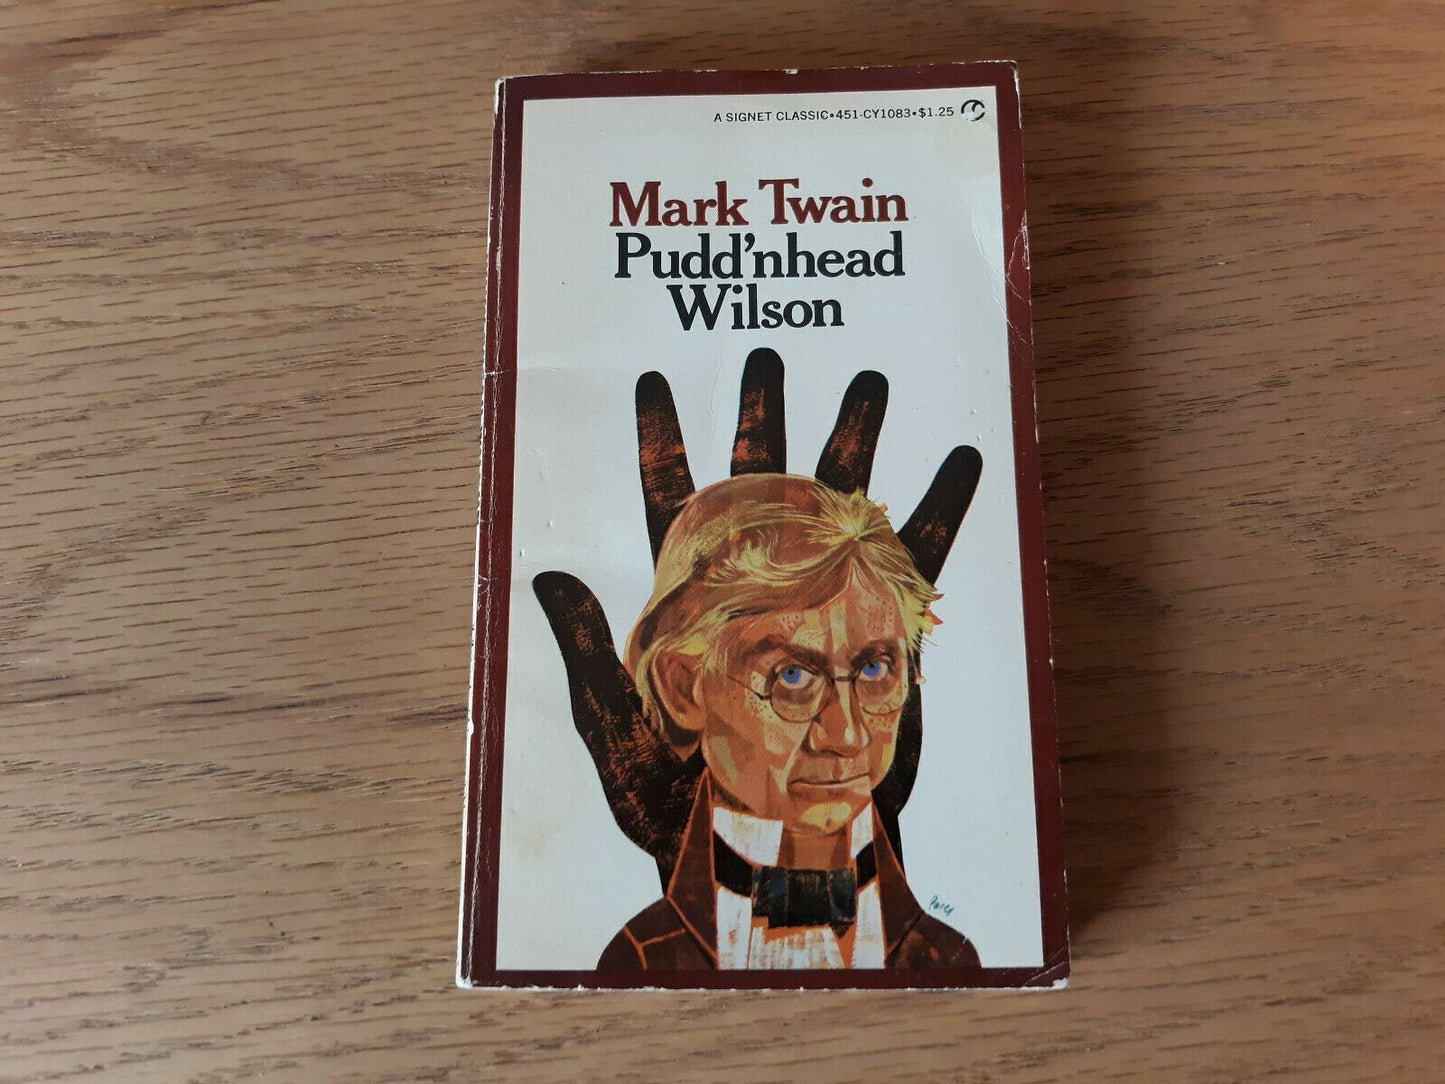 A SIGNET CLASSIC•451-CY1083•$1.25
Mark Twain
Pudd'nhead
Wilson